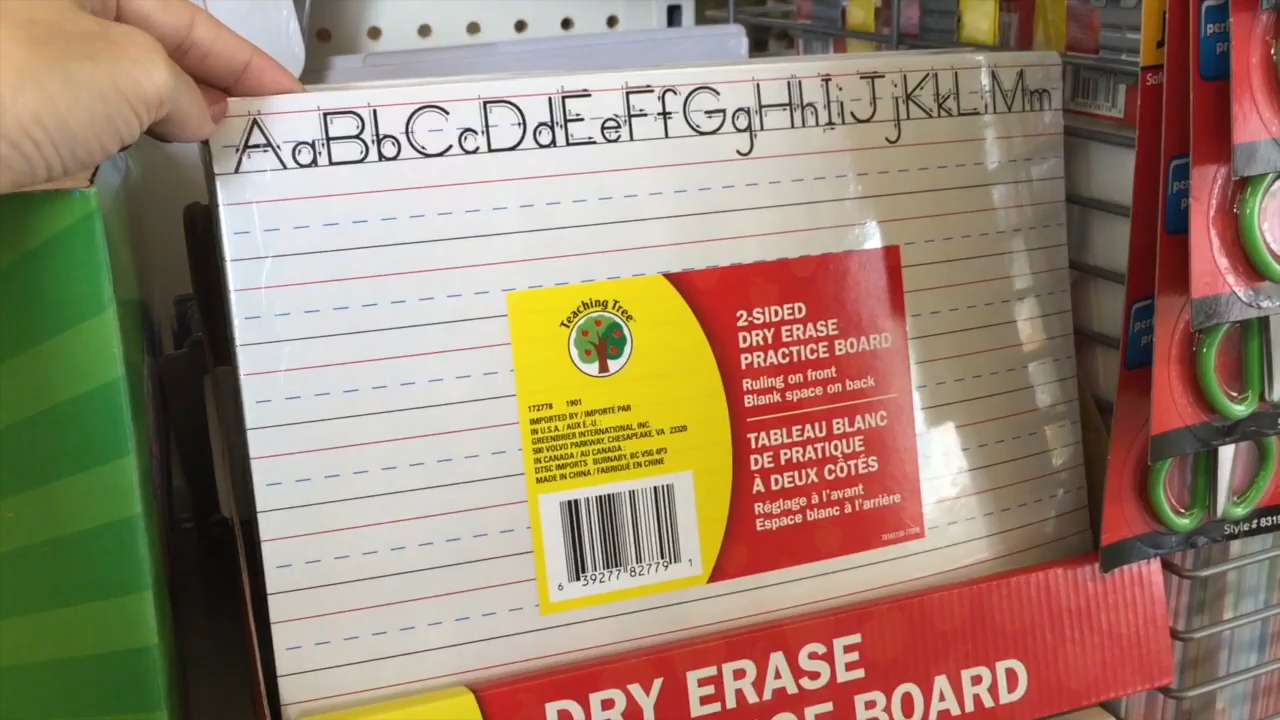 AaBbCcDdEeFfGgHhIiJjKkLlMm
Teaching Tree
172778 1901
IMPORTED BY / IMPORTÉ PAR
IN U.S.A. / AUX É.-U. :
GREENBRIER INTERNATIONAL, INC.
500 VOLVO PARKWAY, CHESAPEAKE, VA 23320
IN CANADA / AU CANADA :
DTSC IMPORTS BURNABY, BC V5G 4P3
MADE IN CHINA / FABRIQUÉ EN CHINE
6 39277 82779 1
2-SIDED
DRY ERASE
PRACTICE BOARD
Ruling on front
Blank space on back
TABLEAU BLANC
DE PRATIQUE
À DEUX CÔTÉS
Réglage à l'avant
Espace blanc à l'arrière
DRY ERASE
BOARD
Style # 8319